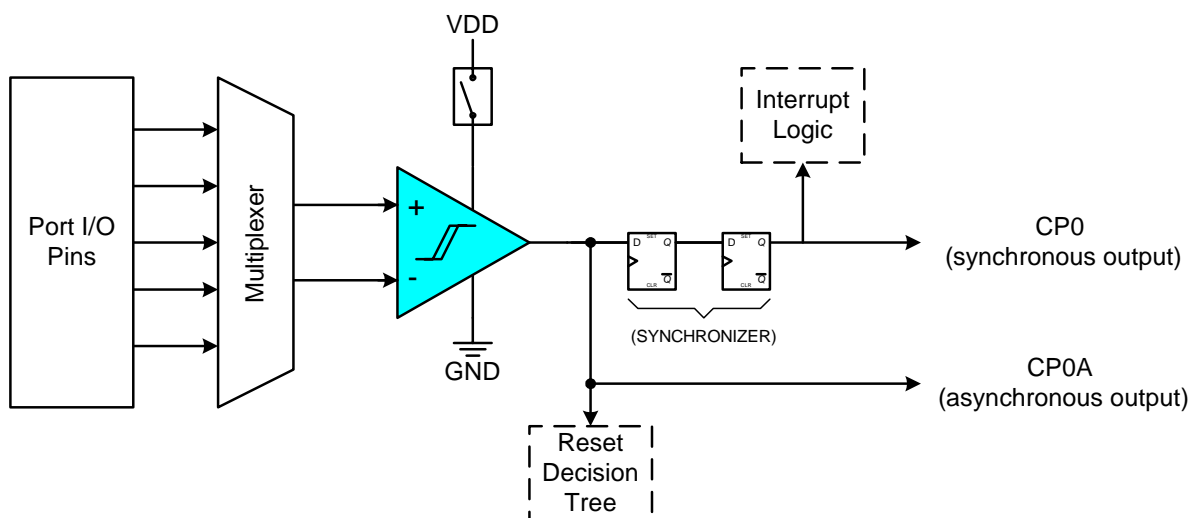 VDD
Interrupt
Logic
Port I/O
Pins
Multiplexer
+
-
D
SET
Q
CLR
Q
D
SET
Q
CLR
Q
(SYNCHRONIZER)
GND
CP0
(synchronous output)
CP0A
(asynchronous output)
Reset
Decision
Tree